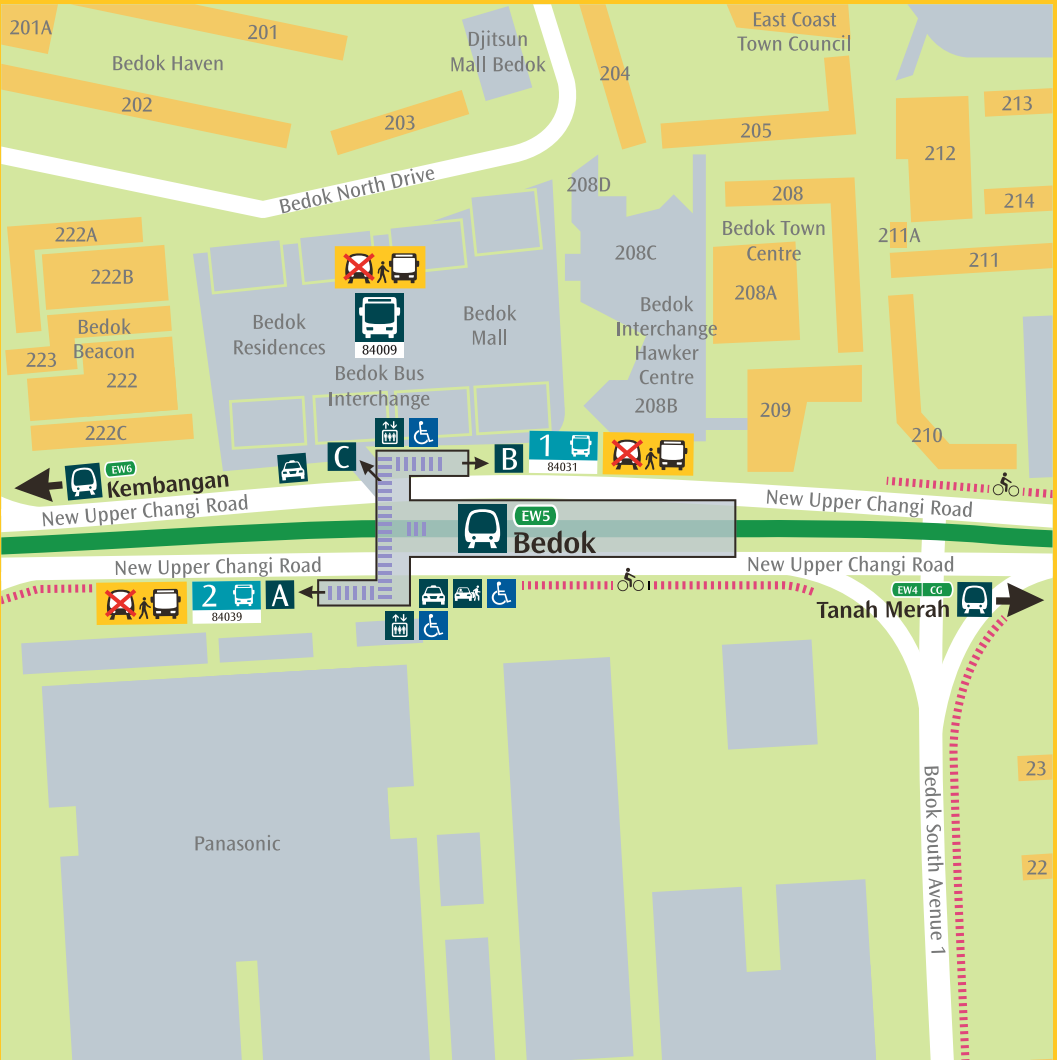 201A
201
Bedok Haven
202
203
Djitsun
Mall Bedok
204
East Coast
Town Council
205
213
212
214
Bedok North Drive
208D
208
208C
Bedok Town
Centre
208A
211A
211
222A
222B
Bedok
Beacon
223
222
222C
Bedok
Residences
84009
Bedok
Mall
Bedok Bus
Interchange
Bedok
Interchange
Hawker
Centre
208B
209
210
C
B
1
84031
EW6
Kembangan
New Upper Changi Road
New Upper Changi Road
EW5
Bedok
New Upper Changi Road
New Upper Changi Road
2
84039
A
EW4 CG
Tanah Merah
Panasonic
Bedok South Avenue 1
23
22